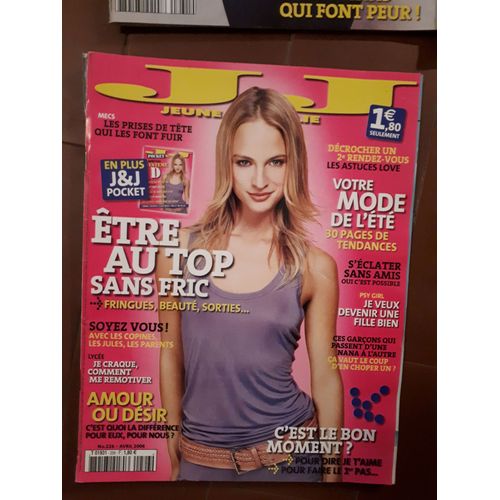 QUI FONT PEUR !
JJ
JEUNE
MECS
LES PRISES DE TÊTE
QUI LES FONT FUIR
1€,80
SEULEMENT
DÉCROCHER UN
2e RENDEZ-VOUS
LES ASTUCES LOVE
EN PLUS
J&J
POCKET
VOTRE
MODE
DE L'ÉTÉ
30 PAGES DE
TENDANCES
ÊTRE
AU TOP
SANS FRIC
FRINGUES, BEAUTÉ, SORTIES...
S'ÉCLATER
SANS AMIS
OUI C'EST POSSIBLE
PSY GIRL
JE VEUX
DEVENIR UNE
FILLE BIEN
SOYEZ VOUS !
AVEC LES COPINES
LES JULES, LES PARENTS
CES GARÇONS QUI
PASSENT D'UNE
NANA À L'AUTRE
ÇA VAUT LE COUP
D'EN CHOPER UN ?
LYCÉE
JE CRAQUE,
COMMENT
ME REMOTIVER
AMOUR
OU DÉSIR
C'EST QUOI LA DIFFÉRENCE
POUR EUX, POUR NOUS ?
C'EST LE BON
MOMENT ?
POUR DIRE JE T'AIME
POUR FAIRE LE 1er PAS...